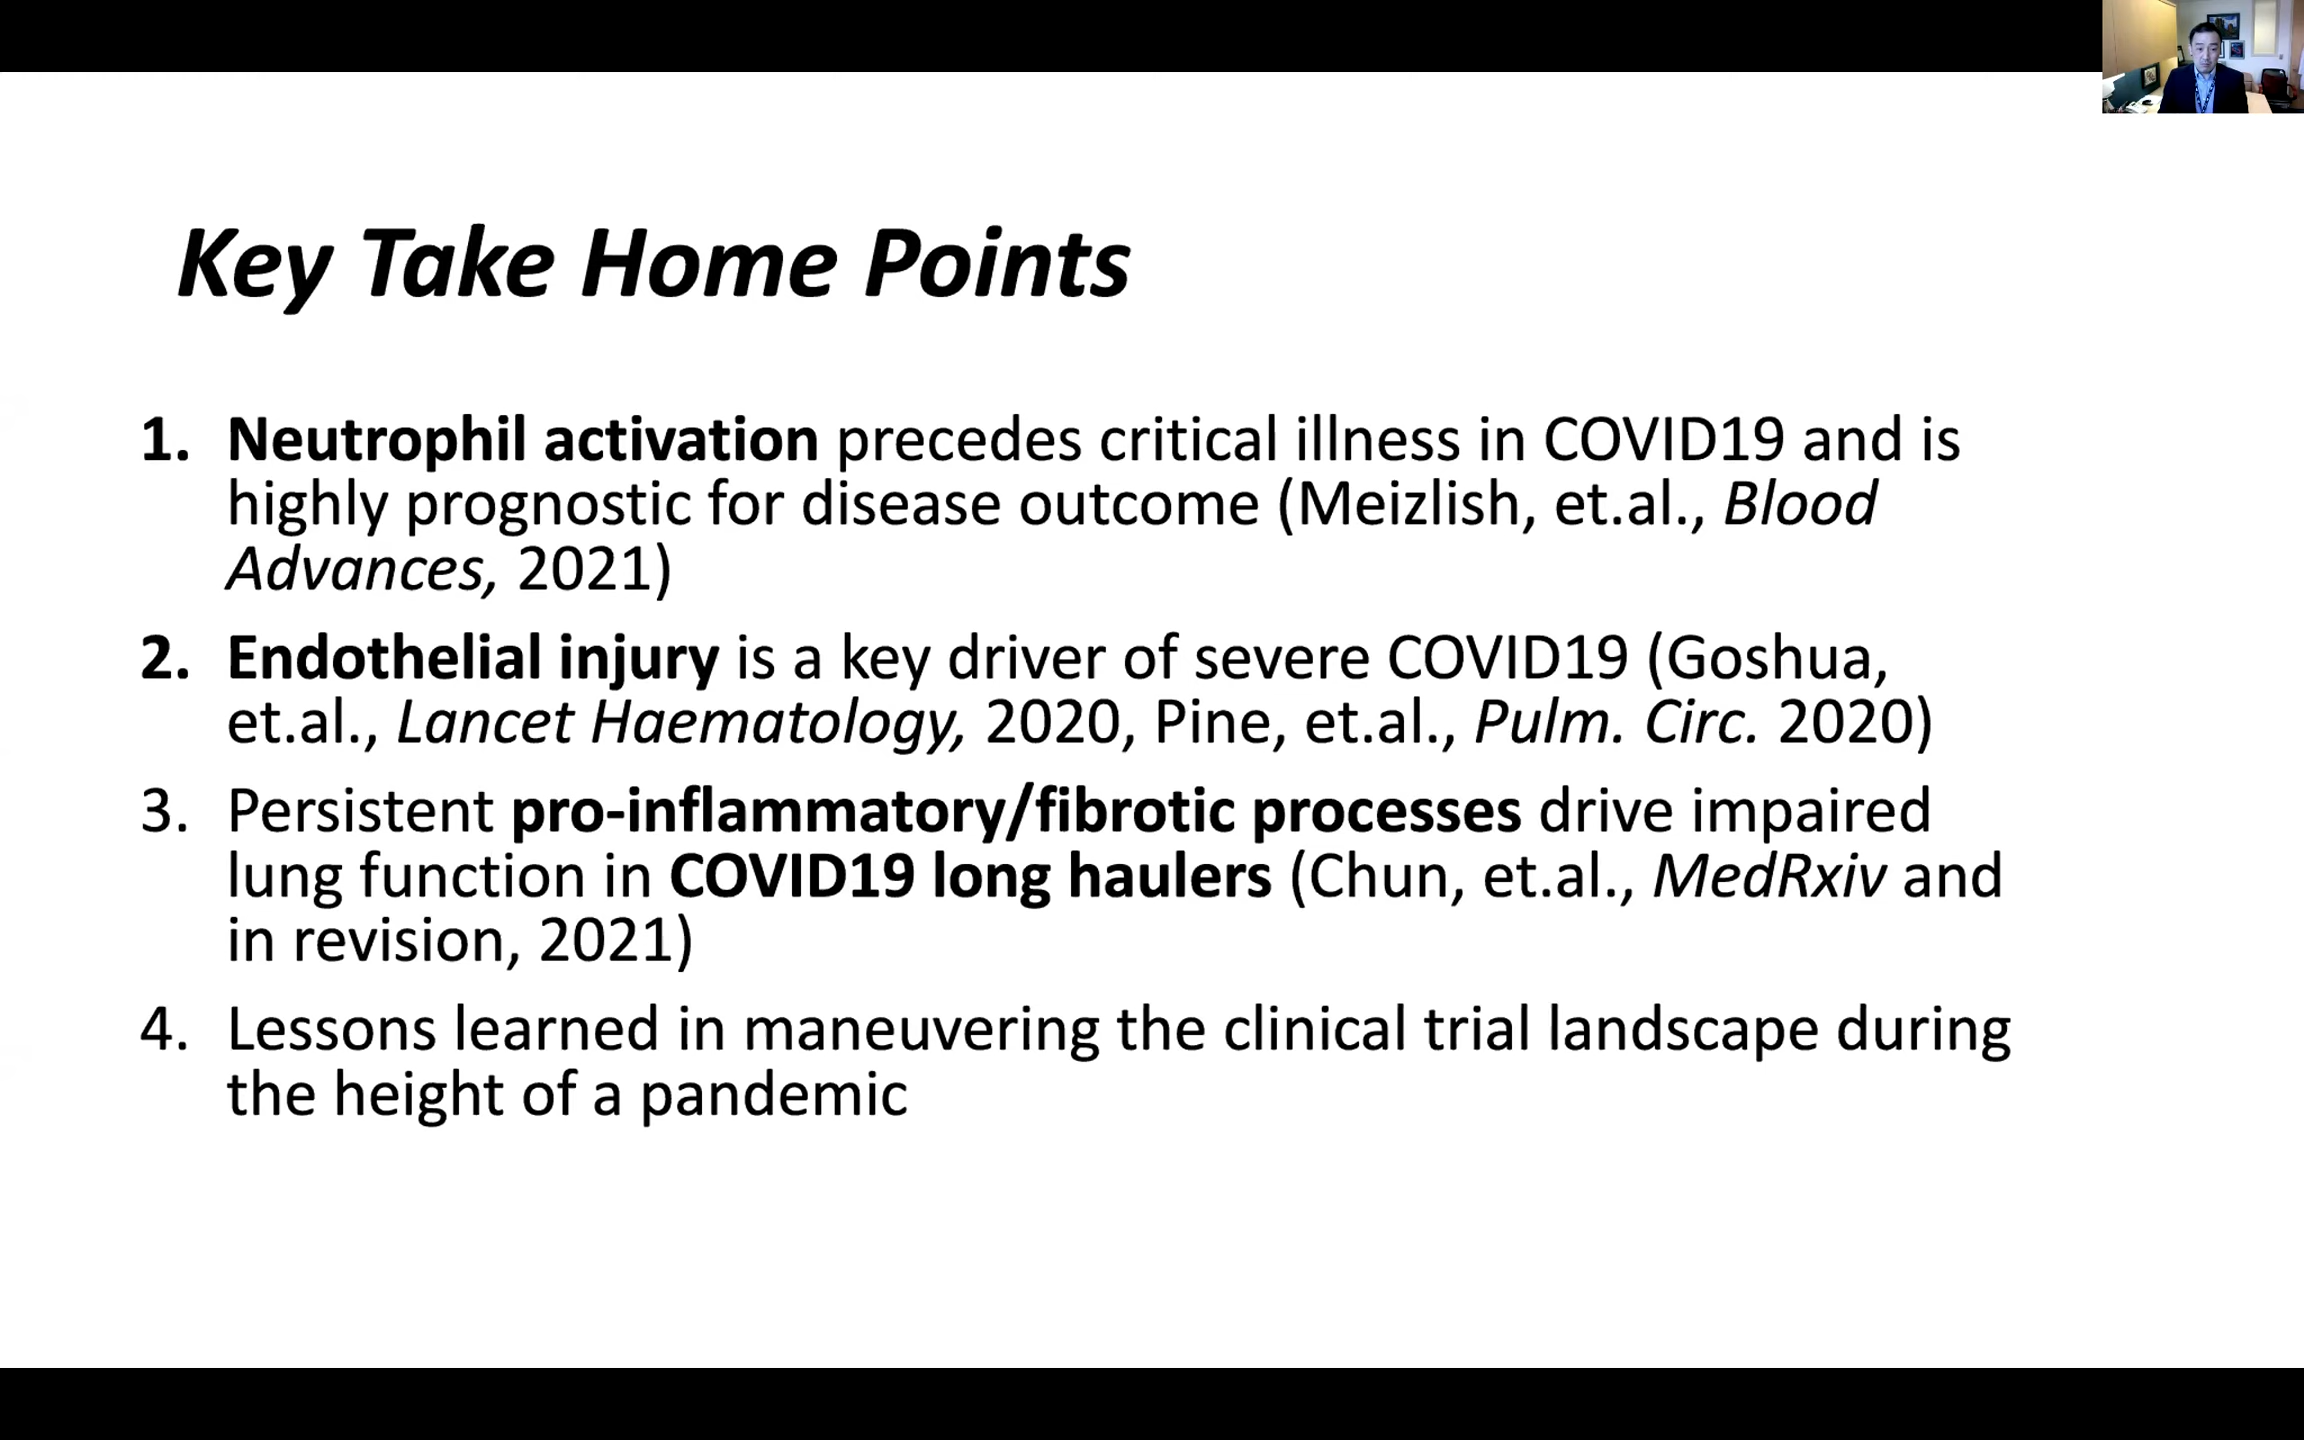 Key Take Home Points
1. Neutrophil activation precedes critical illness in COVID19 and is
highly prognostic for disease outcome (Meizlish, et.al., Blood
Advances, 2021)
2. Endothelial injury is a key driver of severe COVID19 (Goshua,
et.al., Lancet Haematology, 2020, Pine, et.al., Pulm. Circ. 2020)
3. Persistent pro-inflammatory/fibrotic processes drive impaired
lung function in COVID19 long haulers (Chun, et.al., MedRxiv and
in revision, 2021)
4. Lessons learned in maneuvering the clinical trial landscape during
the height of a pandemic